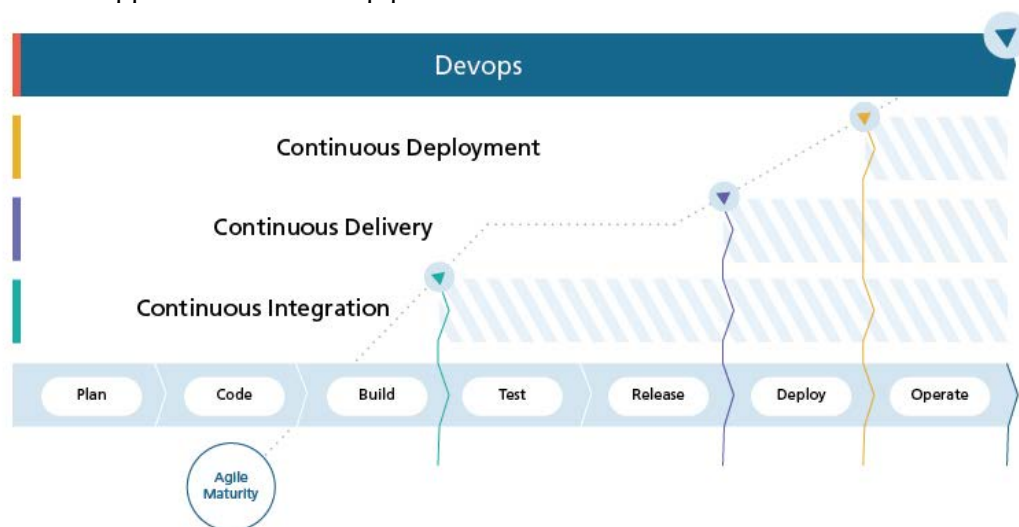 Devops
Continuous Deployment
Continuous Delivery
Continuous Integration
Plan
Code
Build
Test
Release
Deploy
Operate
Agile
Maturity